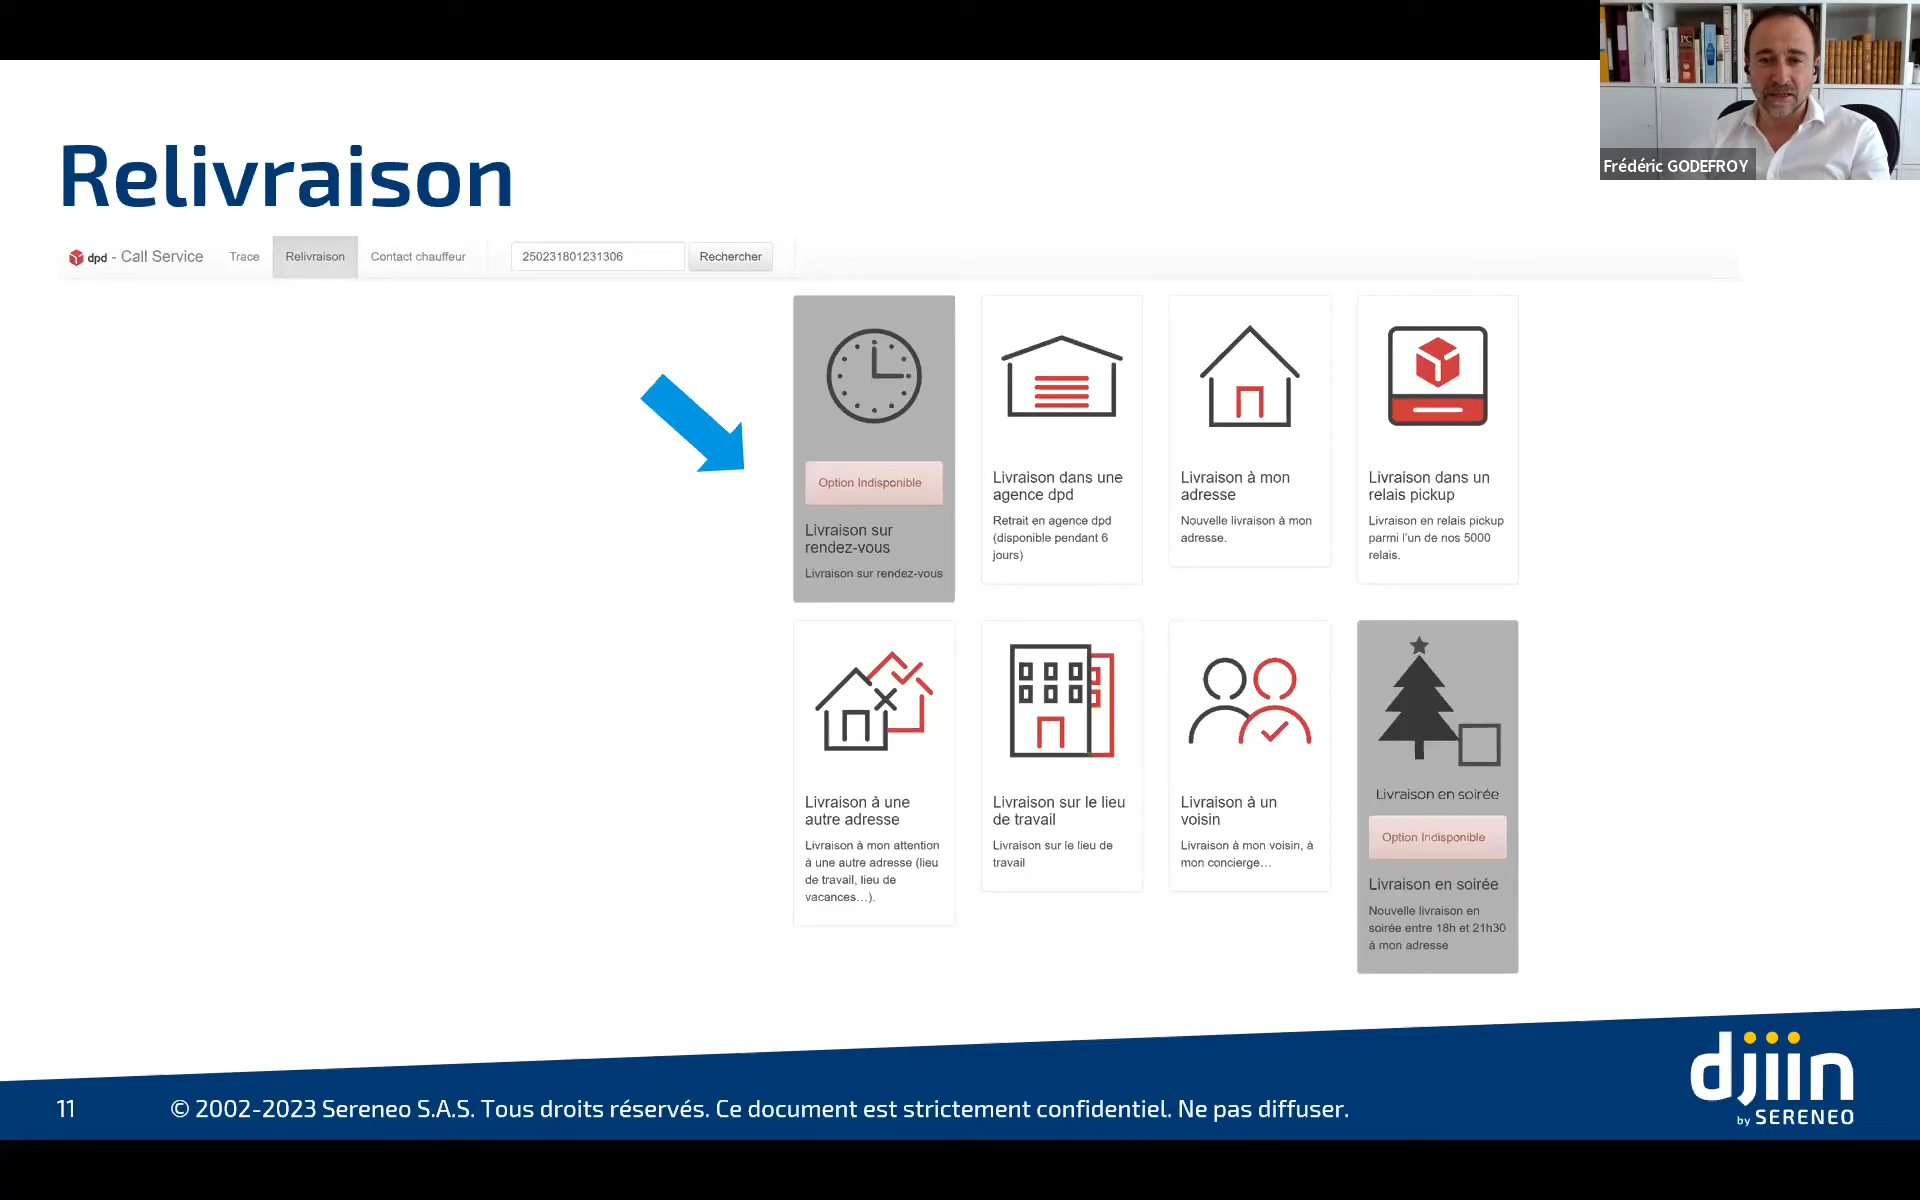 Frédéric GODEFROY
Relivraison
dpd - Call Service
Trace
Relivraison
Contact chauffeur
250231801231306
Rechercher
Option Indisponible
Livraison sur
rendez-vous
Livraison sur rendez-vous
Livraison dans une
agence dpd
Retrait en agence dpd
(disponible pendant 6
jours)
Livraison à mon
adresse
Nouvelle livraison à mon
adresse.
Livraison dans un
relais pickup
Livraison en relais pickup
parmi l'un de nos 5000
relais.
Livraison à une
autre adresse
Livraison à mon attention
à une autre adresse (lieu
de travail, lieu de
vacances...).
Livraison sur le lieu
de travail
Livraison sur le lieu de
travail
Livraison à un
voisin
Livraison à mon voisin, à
mon concierge...
Livraison en soirée
Option Indisponible
Livraison en soirée
Nouvelle livraison en
soirée entre 18h et 21h30
à mon adresse
11
© 2002-2023 Sereneo S.A.S. Tous droits réservés. Ce document est strictement confidentiel. Ne pas diffuser.
djiin
by SERENEO